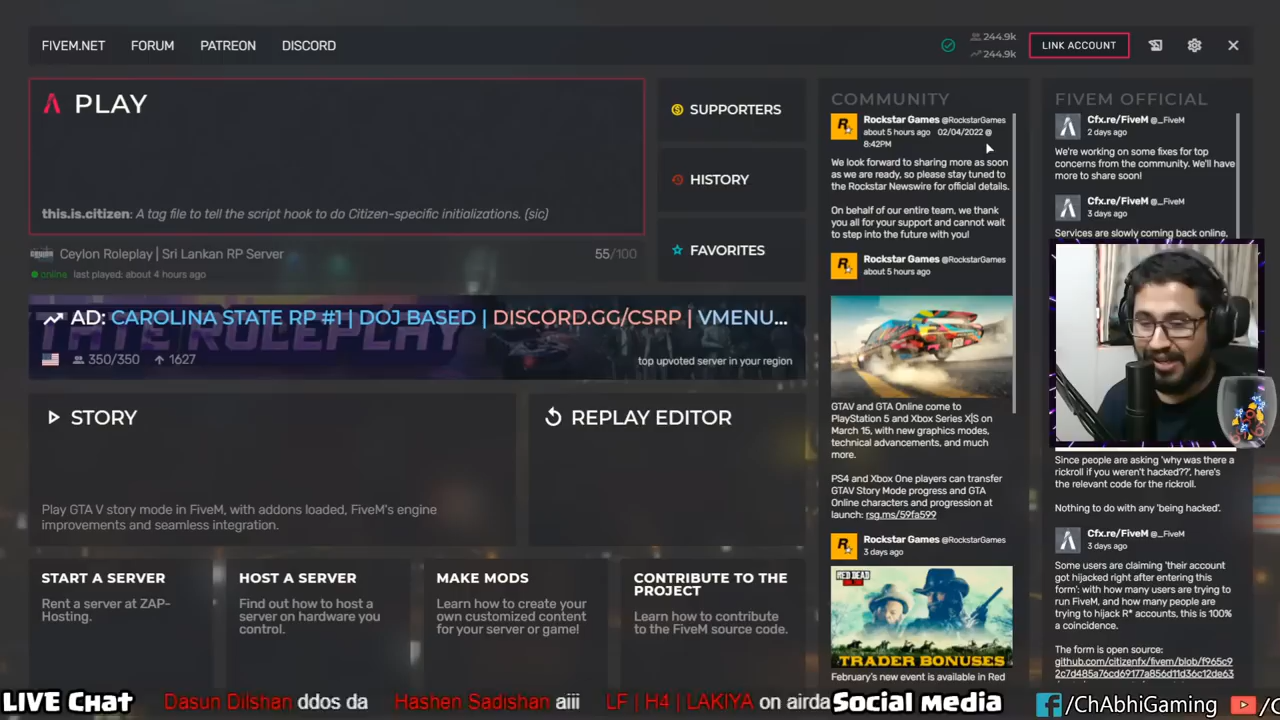 FIVEM.NET FORUM PATREON DISCORD
244.9k
244.9k
LINK ACCOUNT
PLAY
this.is.citizen: A tag file to tell the script hook to do Citizen-specific initializations. (sic)
Ceylon Roleplay | Sri Lankan RP Server 55/100
online last played: about 4 hours ago
SUPPORTERS
HISTORY
FAVORITES
AD: CAROLINA STATE RP #1 | DOJ BASED | DISCORD.GG/CSRP | VMENU...
TATE ROLEPLAY
350/350 1627
top upvoted server in your region
STORY
Play GTA V story mode in FiveM, with addons loaded, FiveM's engine
improvements and seamless integration.
REPLAY EDITOR
START A SERVER
Rent a server at ZAP-
Hosting.
HOST A SERVER
Find out how to host a
server on hardware you
control.
MAKE MODS
Learn how to create your
own customized content
for your server or game!
CONTRIBUTE TO THE
PROJECT
Learn how to contribute
to the FiveM source code.
COMMUNITY
Rockstar Games @RockstarGames
about 5 hours ago 02/04/2022 @
8:42PM
We look forward to sharing more as soon
as we are ready, so please stay tuned to
the Rockstar Newswire for official details.
On behalf of our entire team, we thank
you all for your support and cannot wait
to step into the future with you!
Rockstar Games @RockstarGames
about 5 hours ago
GTAV and GTA Online come to
PlayStation 5 and Xbox Series X|S on
March 15, with new graphics modes,
technical advancements, and much
more.
PS4 and Xbox One players can transfer
GTAV Story Mode progress and GTA
Online characters and progression at
launch: rsg.ms/59fa599
Rockstar Games @RockstarGames
3 days ago
RED DEAD
TRADER BONUSES
February's new event is available in Red
FIVEM OFFICIAL
Cfx.re/FiveM @_FiveM
2 days ago
We're working on some fixes for top
concerns from the community. We'll have
more to share soon!
Cfx.re/FiveM @_FiveM
3 days ago
Services are slowly coming back online,
Since people are asking 'why was there a
rickroll if you weren't hacked??', here's
the relevant code for the rickroll.
Nothing to do with any 'being hacked'.
Cfx.re/FiveM @_FiveM
3 days ago
Some users are claiming 'their account
got hijacked right after entering this
form': with how many users are trying to
run FiveM, and how many people are
trying to hijack R* accounts, this is 100%
a coincidence.
The form is open source:
github.com/citizenfx/fivem/blob/f965c9
2c7d485a76cd69177a856d11d36c12de63
LIVE Chat Dasun Dilshan ddos da Hashen Sadishan aiii LF | H4 | LAKIYA on airda Social Media /ChAbhiGaming /C